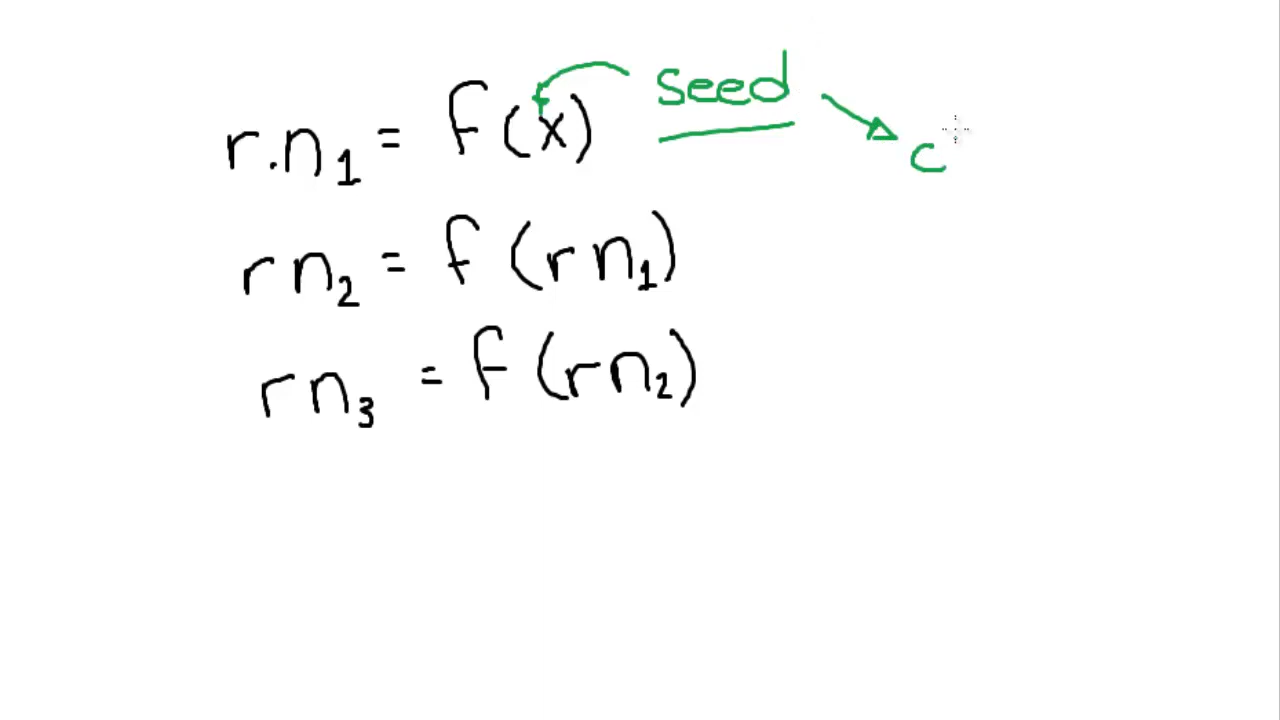 r.n₁ = f(x) seed c
rn₂ = f(rn₁)
rn₃ = f(rn₂)